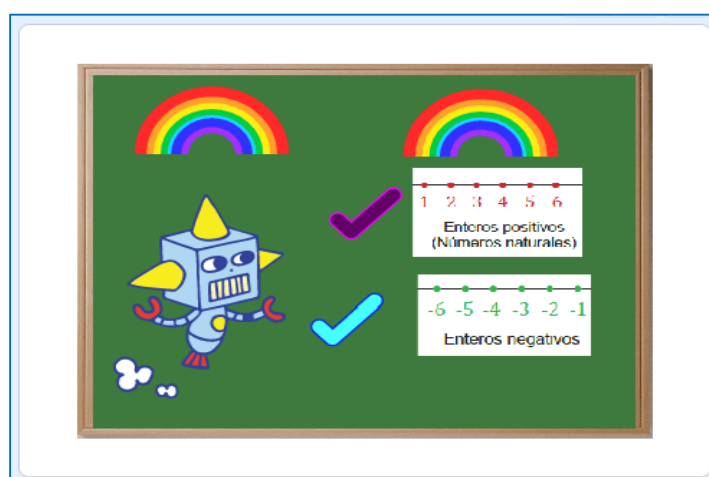 1 2 3 4 5 6
Enteros positivos
(Números naturales)
-6 -5 -4 -3 -2 -1
Enteros negativos